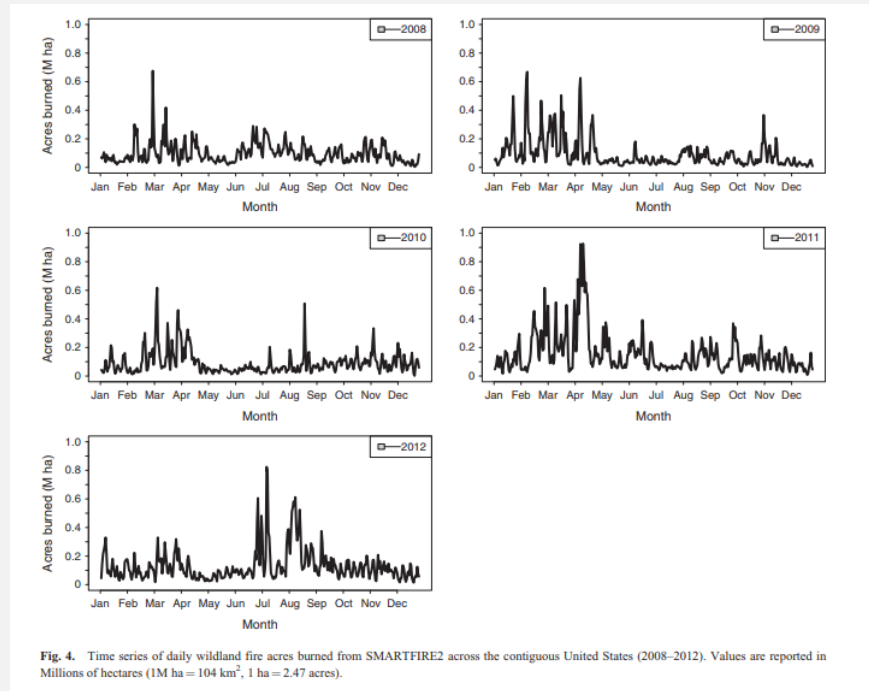 1.0
2008
0.8
0.6
0.4
0.2
0
Acres burned (M ha)
Jan Feb Mar Apr May Jun Jul Aug Sep Oct Nov Dec
Month
1.0
2009
0.8
0.6
0.4
0.2
0
Jan Feb Mar Apr May Jun Jul Aug Sep Oct Nov Dec
Month
1.0
2010
0.8
0.6
0.4
0.2
0
Acres burned (M ha)
Jan Feb Mar Apr May Jun Jul Aug Sep Oct Nov Dec
Month
1.0
2011
0.8
0.6
0.4
0.2
0
Jan Feb Mar Apr May Jun Jul Aug Sep Oct Nov Dec
Month
1.0
2012
0.8
0.6
0.4
0.2
0
Acres burned (M ha)
Jan Feb Mar Apr May Jun Jul Aug Sep Oct Nov Dec
Month
Fig. 4. Time series of daily wildland fire acres burned from SMARTFIRE2 across the contiguous United States (2008–2012). Values are reported in
Millions of hectares (1M ha = 104 km², 1 ha = 2.47 acres).